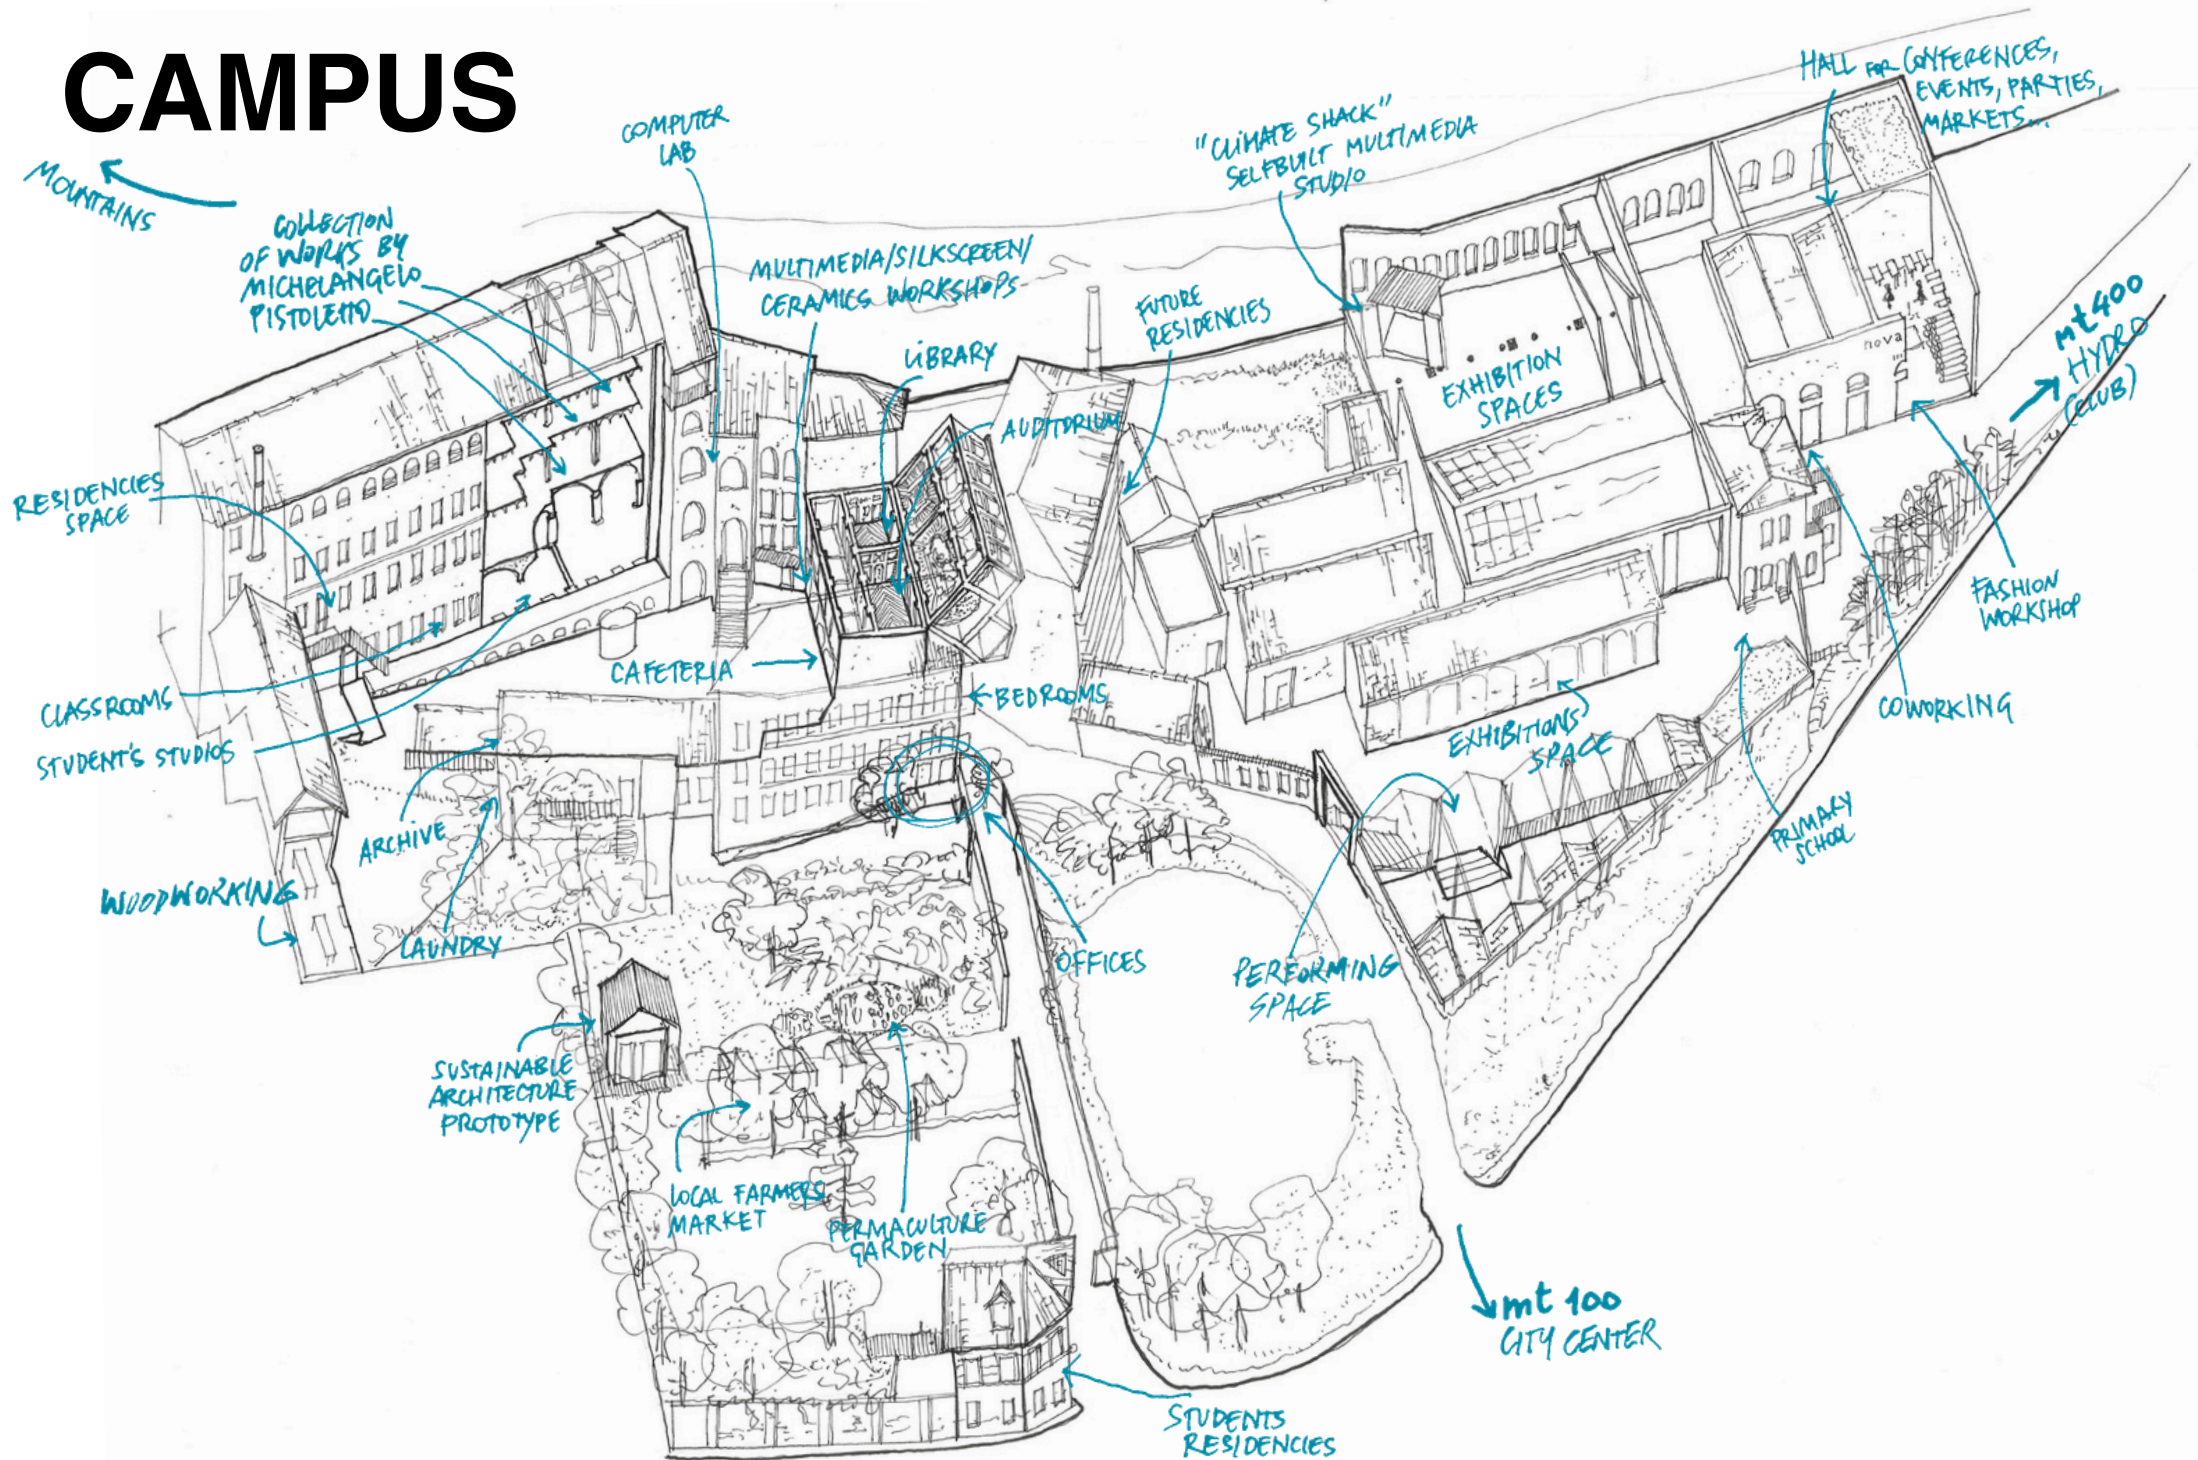 CAMPUS
MOUNTAINS
COLLECTION
OF WORKS BY
MICHELANGELO
PISTOLETTO
COMPUTER
LAB
MULTIMEDIA/SILKSCREEN/
CERAMICS WORKSHOPS
LIBRARY
AUDITORIUM
FUTURE
RESIDENCIES
"CLIMATE SHACK"
SELFBUILT MULTIMEDIA
STUDIO
HALL FOR CONFERENCES,
EVENTS, PARTIES,
MARKETS...
EXHIBITION
SPACES
nova
mt 400
HYDRO
(CLUB)
RESIDENCIES
SPACE
CLASSROOMS
STUDENT'S STUDIOS
CAFETERIA
BEDROOMS
FASHION
WORKSHOP
COWORKING
EXHIBITIONS
SPACE
PRIMARY
SCHOOL
ARCHIVE
WOODWORKING
LAUNDRY
OFFICES
PERFORMING
SPACE
SUSTAINABLE
ARCHITECTURE
PROTOTYPE
LOCAL FARMERS
MARKET
PERMACULTURE
GARDEN
mt 100
CITY CENTER
STUDENTS
RESIDENCIES